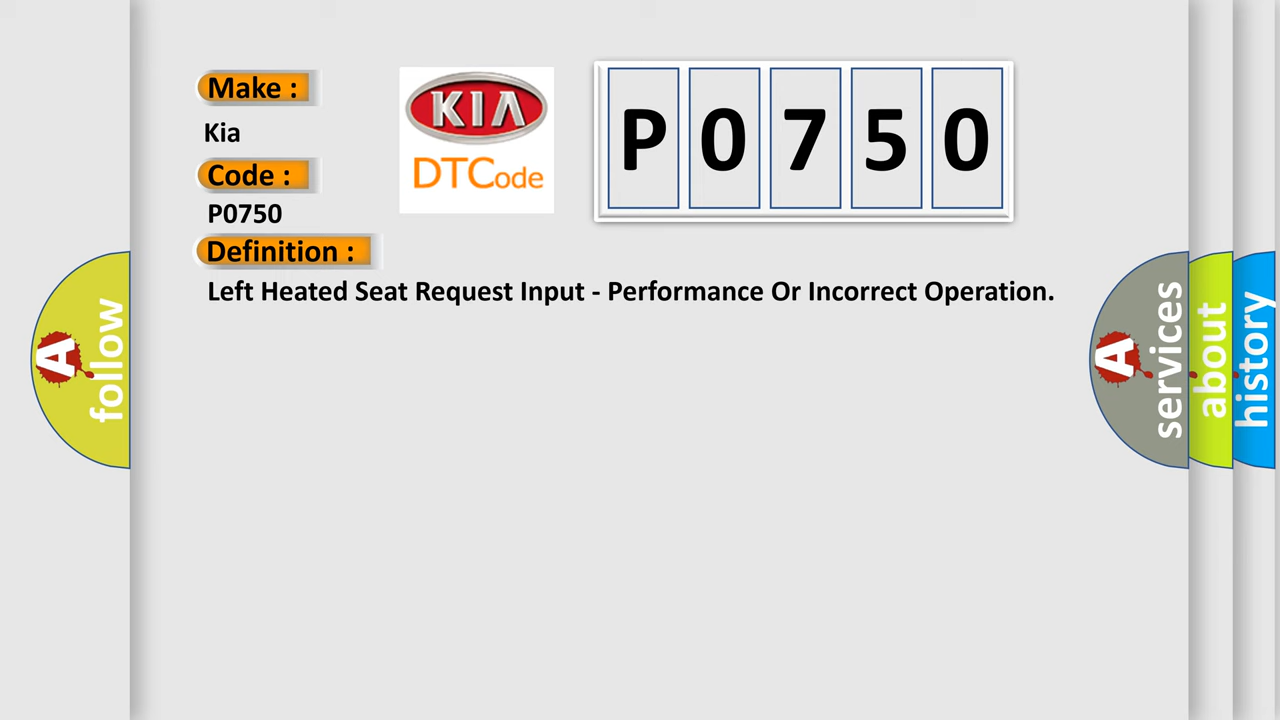 Make :
Kia
Code :
P0750
Definition :
Left Heated Seat Request Input - Performance Or Incorrect Operation.
KIA
DTCode
P0750
A
follow
A
services
about
history